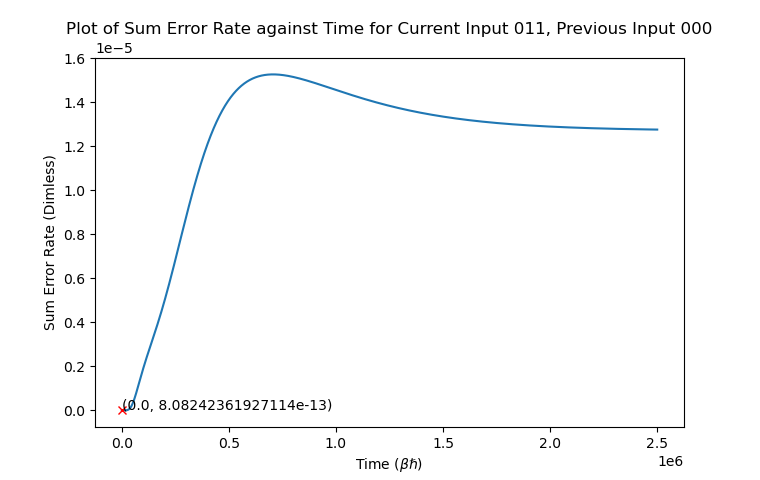 Plot of Sum Error Rate against Time for Current Input 011, Previous Input 000
1e−5
1.6
1.4
1.2
1.0
0.8
0.6
0.4
0.2
0.0
Sum Error Rate (Dimless)
(0.0, 8.08242361927114e-13)
0.0 0.5 1.0 1.5 2.0 2.5
1e6
Time (βℏ)